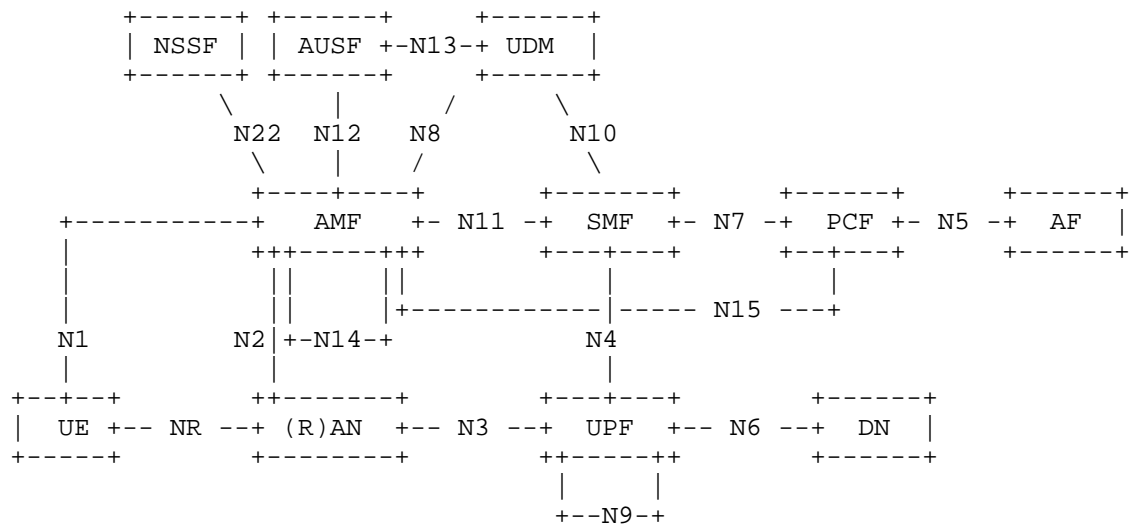 NSSF AUSF N13 UDM
N22 N12 N8 N10
AMF N11 SMF N7 PCF N5 AF
N15
N1 N2 N14 N4
UE NR (R)AN N3 UPF N6 DN
N9